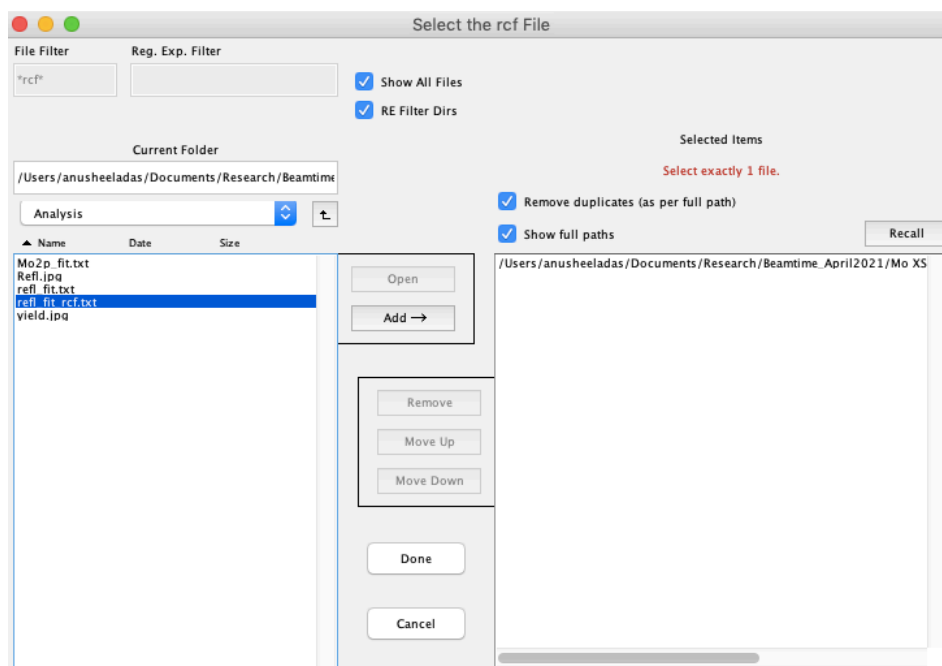 Select the rcf File
File Filter
Reg. Exp. Filter
*rcf*
Show All Files
RE Filter Dirs
Current Folder
/Users/anusheeladas/Documents/Research/Beamtime
Analysis
Name
Date
Size
Mo2p_fit.txt
Refl.jpg
refl_fit.txt
refl_fit_rcf.txt
yield.jpg
Open
Add →
Remove
Move Up
Move Down
Done
Cancel
Selected Items
Select exactly 1 file.
Remove duplicates (as per full path)
Show full paths
Recall
/Users/anusheeladas/Documents/Research/Beamtime_April2021/Mo XS